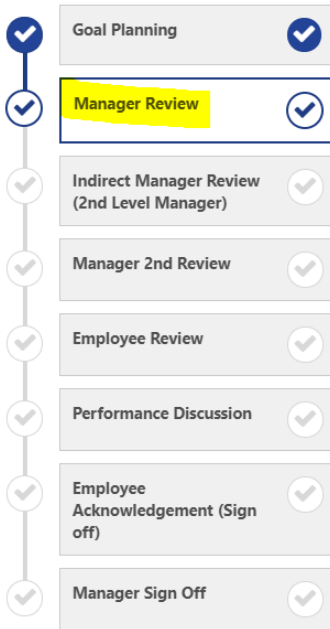 Goal Planning
Manager Review
Indirect Manager Review
(2nd Level Manager)
Manager 2nd Review
Employee Review
Performance Discussion
Employee
Acknowledgement (Sign
off)
Manager Sign Off